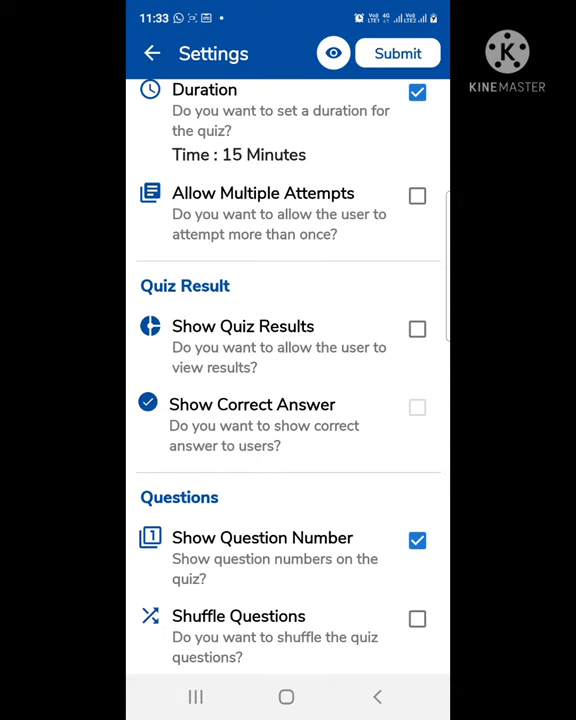 11:33
Settings
Submit
K
KINEMASTER
Duration
Do you want to set a duration for
the quiz?
Time : 15 Minutes
Allow Multiple Attempts
Do you want to allow the user to
attempt more than once?
Quiz Result
Show Quiz Results
Do you want to allow the user to
view results?
Show Correct Answer
Do you want to show correct
answer to users?
Questions
1
Show Question Number
Show question numbers on the
quiz?
Shuffle Questions
Do you want to shuffle the quiz
questions?